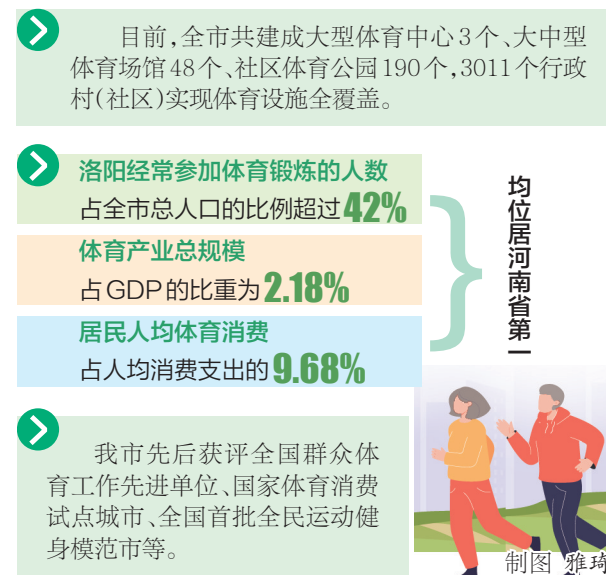 目前,全市共建成大型体育中心3个、大中型
体育场馆48个、社区体育公园190个,3011个行政
村(社区)实现体育设施全覆盖。
洛阳经常参加体育锻炼的人数
占全市总人口的比例超过42%
体育产业总规模
占GDP的比重为2.18%
居民人均体育消费
占人均消费支出的9.68%
均位居河南省第一
我市先后获评全国群众体
育工作先进单位、国家体育消费
试点城市、全国首批全民运动健
身模范市等。
制图 雅琦